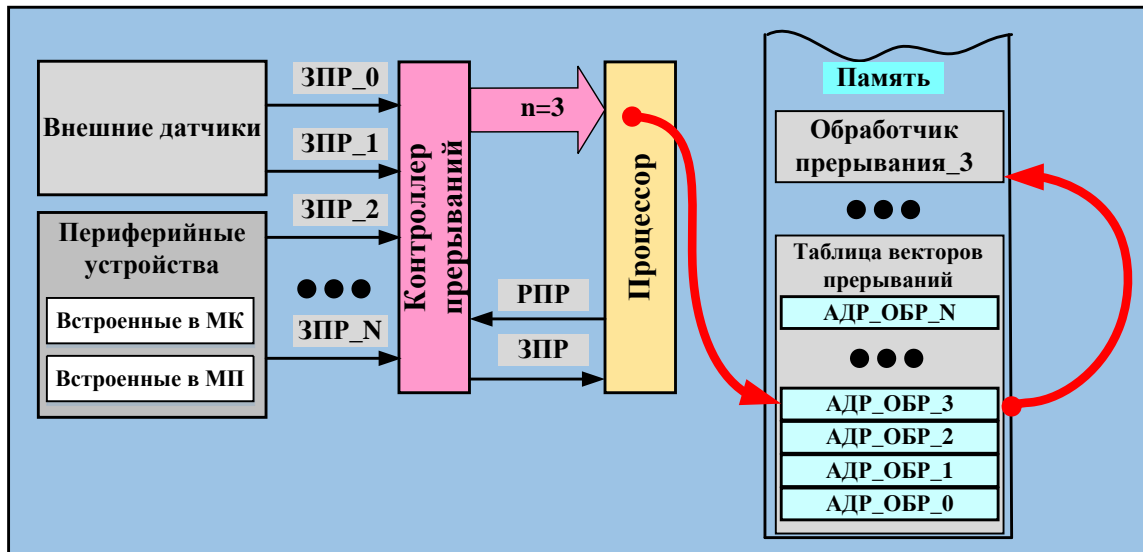 Внешние датчики
Периферийные
устройства
Встроенные в МК
Встроенные в МП
ЗПР_0
ЗПР_1
ЗПР_2
ЗПР_N
Контроллер
прерываний
n=3
РПР
ЗПР
Процессор
Память
Обработчик
прерывания_3
Таблица векторов
прерываний
АДР_ОБР_N
АДР_ОБР_3
АДР_ОБР_2
АДР_ОБР_1
АДР_ОБР_0